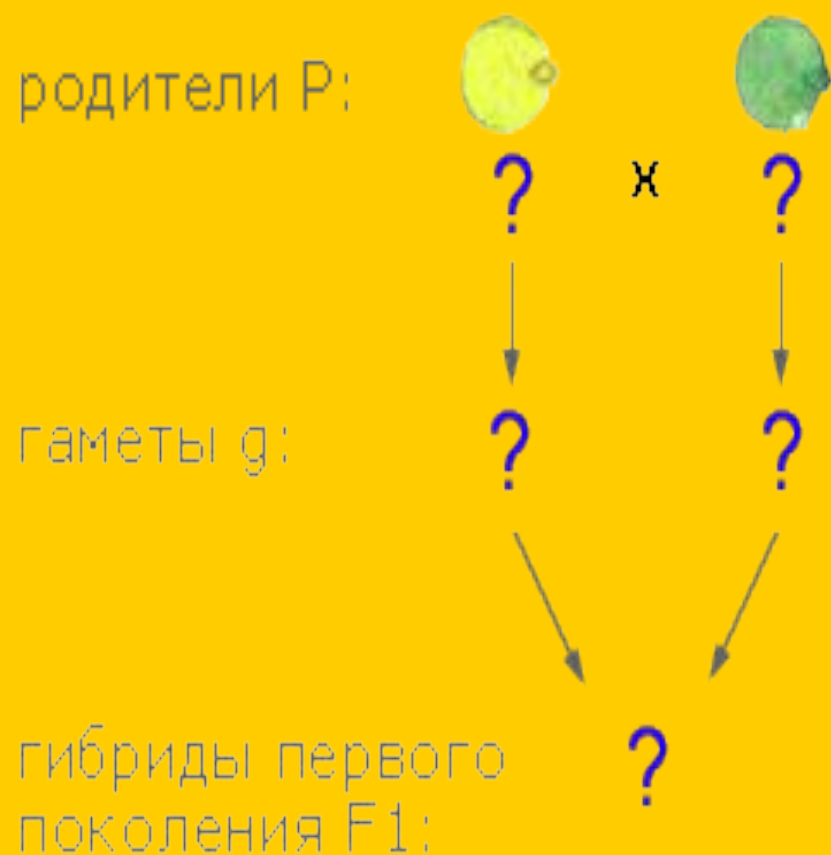 родители P:
? x ?
гаметы g:
? ?
?
гибриды первого
поколения F1: